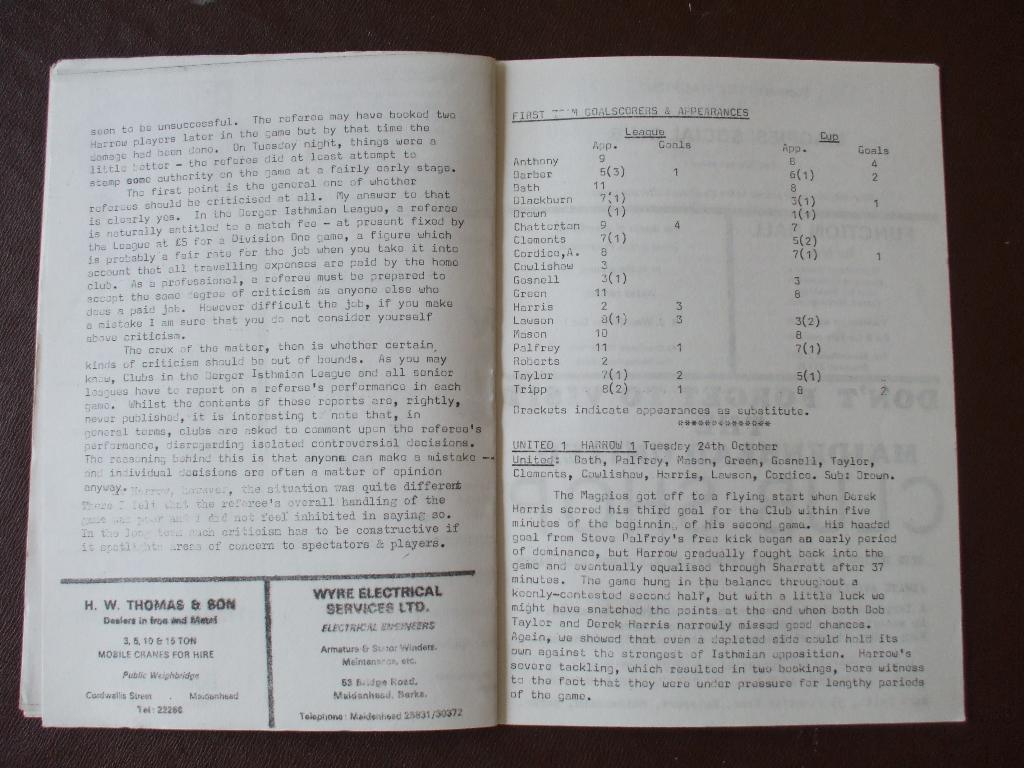 seen to be unsuccessful. The referee may have booked two
Harrow players later in the game but by that time the
damage had been done. On Tuesday night, things were a
little better - the referee did at least attempt to
stamp some authority on the game at a fairly early stage.
The first point is the general one of whether
referees should be criticised at all. My answer to that
is clearly yes. In the Berger Isthmian League, a referee
is naturally entitled to a match fee - at present fixed by
the League at £5 for a Division One game, a figure which
is probably a fair rate for the job when you take it into
account that all travelling expenses are paid by the home
club. As a professional, a referee must be prepared to
accept the same degree of criticism as anyone else who
does a paid job. However difficult the job, if you make
a mistake I am sure that you do not consider yourself
above criticism.
The crux of the matter, then is whether certain
kinds of criticism should be out of bounds. As you may
know, Clubs in the Berger Isthmian League and all senior
leagues have to report on a referee's performance in each
game. Whilst the contents of these reports are, rightly,
never published, it is interesting to note that, in
general terms, clubs are asked to comment upon the referee's
performance, disregarding isolated controversial decisions.
The reasoning behind this is that anyone can make a mistake -
and individual decisions are often a matter of opinion
anyway. Harrow, however, the situation was quite different
There I felt that the referee's overall handling of the
game was poor and I did not feel inhibited in saying so.
In the long term such criticism has to be constructive if
it spotlights areas of concern to spectators & players.
H. W. THOMAS & SON
Dealers in Iron and Metal
3, 5, 10 & 15 TON
MOBILE CRANES FOR HIRE
Public Weighbridge
Cordwallis Street . Maidenhead
Tel: 22260
WYRE ELECTRICAL
SERVICES LTD.
ELECTRICAL ENGINEERS
Armature & Stator Winders.
Maintenance, etc.
53 Bridge Road.
Maidenhead, Berks.
Telephone: Maidenhead 28831/30372
FIRST TEAM GOALSCORERS & APPEARANCES
League Cup
App. Goals App. Goals
Anthony 9 8 4
Barber 5(3) 1 6(1) 2
Bath 11 8
Blackburn 7(1) 3(1) 1
Brown (1) 1(1)
Chatterton 9 4 7
Clements 7(1) 5(2)
Cordice,A. 8 7(1) 1
Cowlishaw 3
Gosnell 3(1) 3
Green 11 8
Harris 2 3
Lawson 8(1) 3 3(2)
Mason 10 8
Palfrey 11 1 7(1)
Roberts 2
Taylor 7(1) 2 5(1)
Tripp 8(2) 1 8 2
Brackets indicate appearances as substitute.
*****************
UNITED 1 HARROW 1 Tuesday 24th October
United: Bath, Palfrey, Mason, Green, Gosnell, Taylor,
Clements, Cowlishaw, Harris, Lawson, Cordice. Sub: Brown.
The Magpies got off to a flying start when Derek
Harris scored his third goal for the Club within five
minutes of the beginning of his second game. His headed
goal from Steve Palfrey's free kick began an early period
of dominance, but Harrow gradually fought back into the
game and eventually equalised through Sharratt after 37
minutes. The game hung in the balance throughout a
keenly-contested second half, but with a little luck we
might have snatched the points at the end when both Bob
Taylor and Derek Harris narrowly missed good chances.
Again, we showed that even a depleted side could hold its
own against the strongest of Isthmian opposition. Harrow's
severe tackling, which resulted in two bookings, bore witness
to the fact that they were under pressure for lengthy periods
of the game.